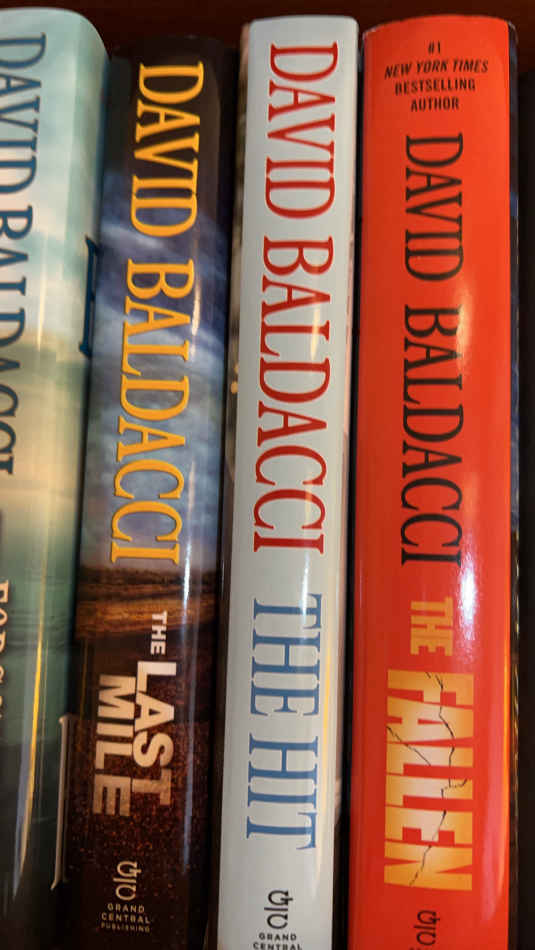 DAVID BALDACCI
DAVID BALDACCI
THE
LAST
MILE
GRAND
CENTRAL
PUBLISHING
DAVID BALDACCI
THE HIT
GRAND
CENTRAL
#1
NEW YORK TIMES
BESTSELLING
AUTHOR
DAVID BALDACCI
THE
FALLEN